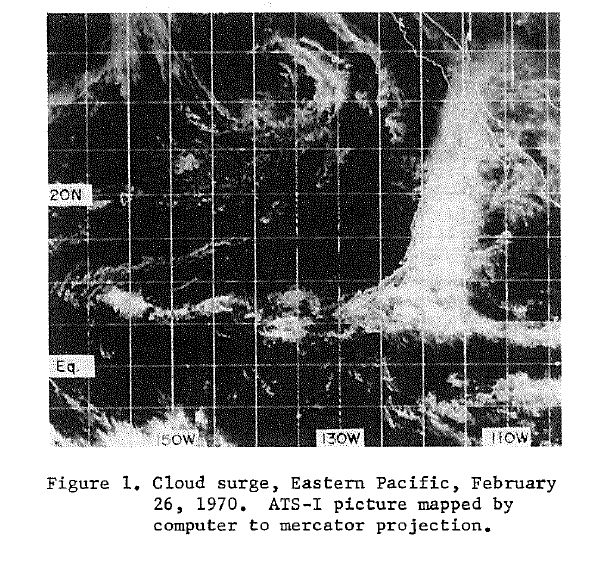 20N
Eq.
150W
130W
110W
Figure 1. Cloud surge, Eastern Pacific, February
26, 1970. ATS-I picture mapped by
computer to mercator projection.